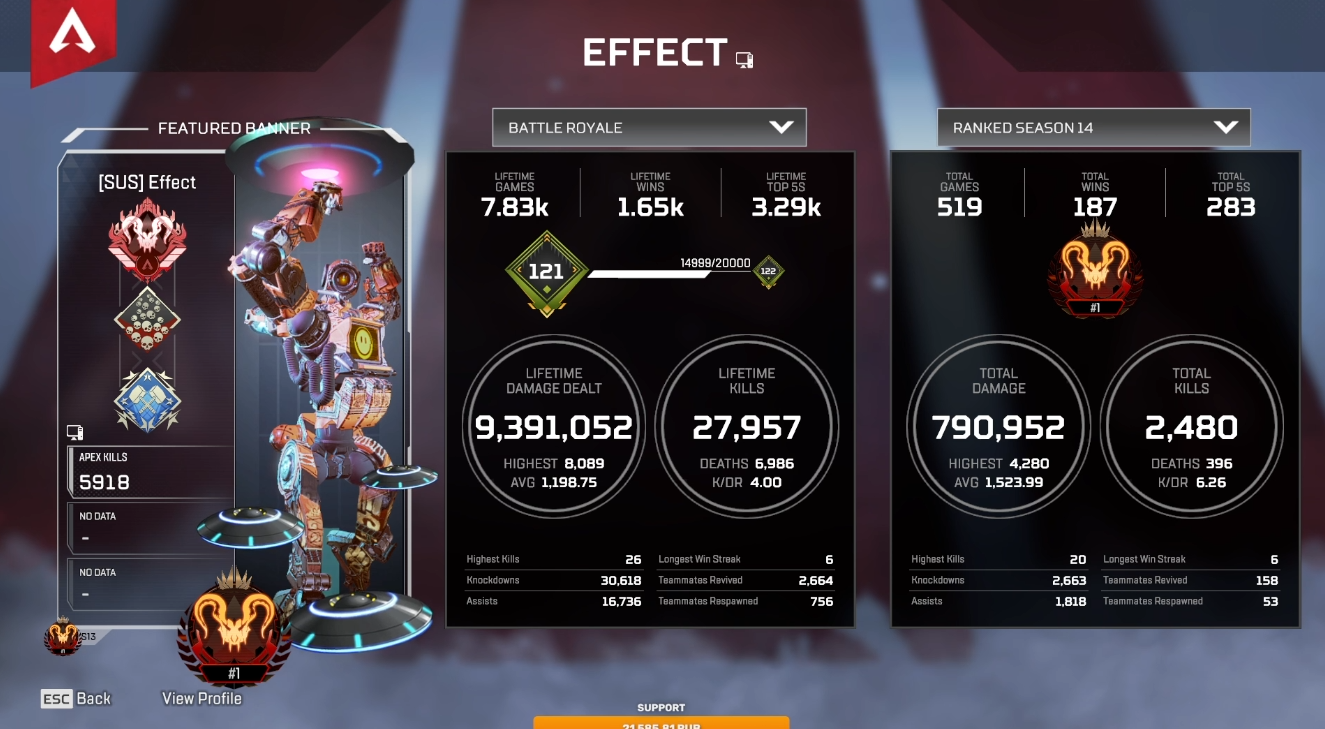 EFFECT
FEATURED BANNER
[SUS] Effect
APEX KILLS
5918
NO DATA
-
NO DATA
-
S13
#1
#1
ESC Back
View Profile
BATTLE ROYALE
LIFETIME
GAMES
7.83k
LIFETIME
WINS
1.65k
LIFETIME
TOP 5S
3.29k
121
14999/20000
122
LIFETIME
DAMAGE DEALT
9,391,052
HIGHEST 8,089
AVG 1,198.75
LIFETIME
KILLS
27,957
DEATHS 6,986
K/DR 4.00
Highest Kills 26
Knockdowns 30,618
Assists 16,736
Longest Win Streak 6
Teammates Revived 2,664
Teammates Respawned 756
RANKED SEASON 14
TOTAL
GAMES
519
TOTAL
WINS
187
TOTAL
TOP 5S
283
#1
TOTAL
DAMAGE
790,952
HIGHEST 4,280
AVG 1,523.99
TOTAL
KILLS
2,480
DEATHS 396
K/DR 6.26
Highest Kills 20
Knockdowns 2,663
Assists 1,818
Longest Win Streak 6
Teammates Revived 158
Teammates Respawned 53
SUPPORT
21 585.81 RUB